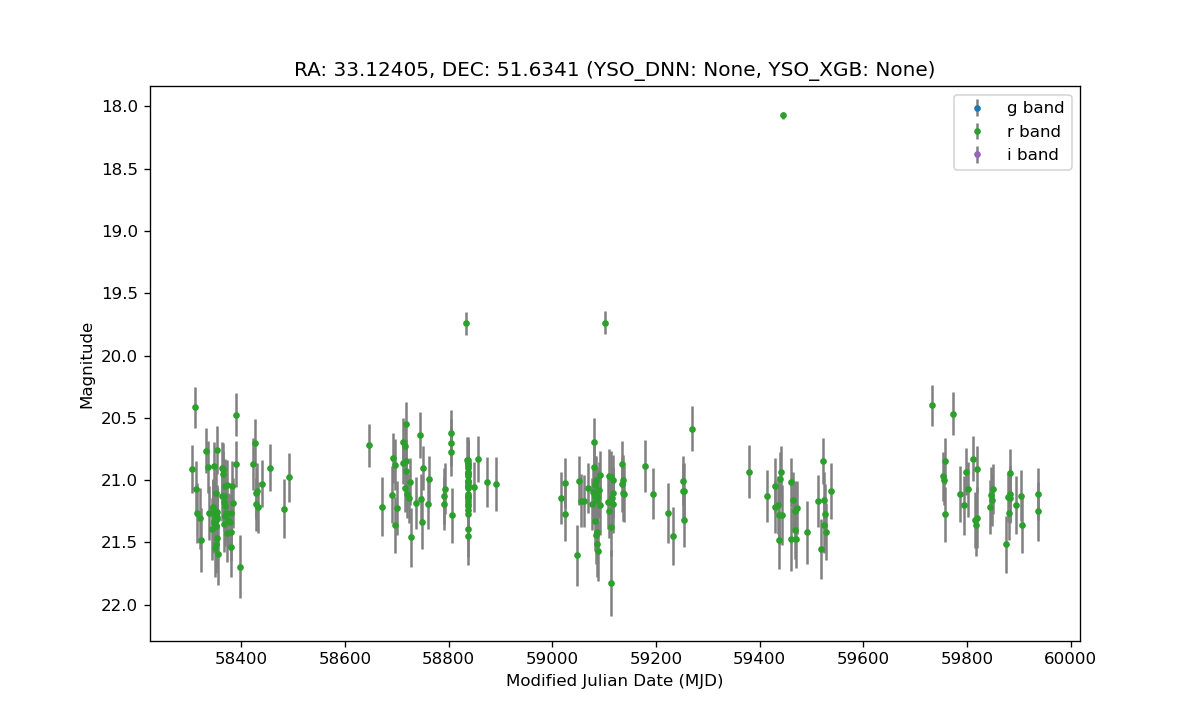 RA: 33.12405, DEC: 51.6341 (YSO_DNN: None, YSO_XGB: None)
g band
r band
i band
Magnitude
18.0
18.5
19.0
19.5
20.0
20.5
21.0
21.5
22.0
58400 58600 58800 59000 59200 59400 59600 59800 60000
Modified Julian Date (MJD)